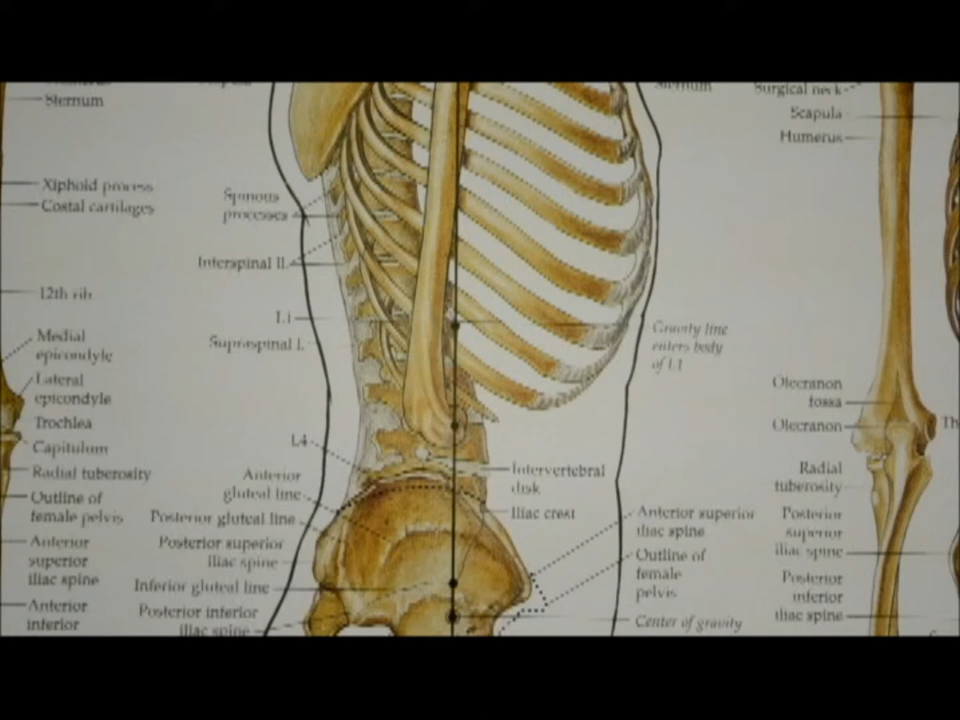 Sternum
Xiphoid process
Costal cartilages
12th rib
Medial
epicondyle
Lateral
epicondyle
Trochlea
Capitulum
Radial tuberosity
Outline of
female pelvis
Anterior
superior
iliac spine
Anterior
inferior
Spinous
processes
Interspinal ll.
L1
Supraspinal l.
L4
Anterior
gluteal line
Posterior gluteal line
Posterior superior
iliac spine
Inferior gluteal line
Posterior inferior
iliac spine
Sternum
Gravity line
enters body
of L1
Intervertebral
disk
Iliac crest
Anterior superior
iliac spine
Outline of
female
pelvis
Center of gravity
Surgical neck
Scapula
Humerus
Olecranon
fossa
Olecranon
Radial
tuberosity
Posterior
superior
iliac spine
Posterior
inferior
iliac spine
Th